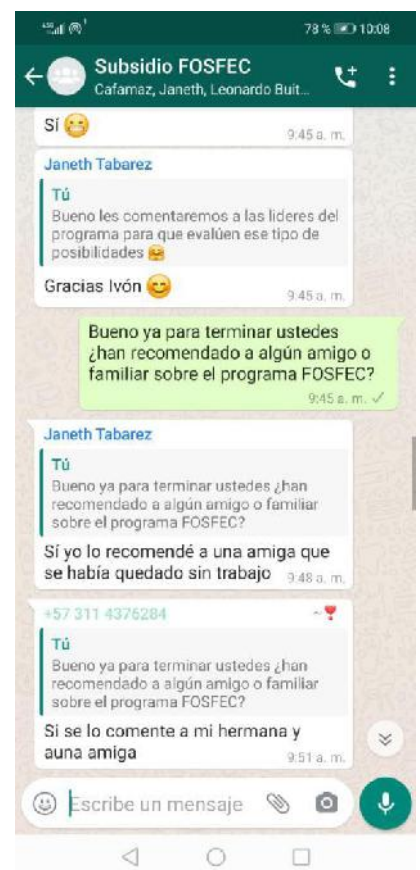 78 % 10:08
Subsidio FOSFEC
Cafamaz, Janeth, Leonardo Buit...
Sí
9:45 a. m.
Janeth Tabarez
Tú
Bueno les comentaremos a las lideres del
programa para que evalúen ese tipo de
posibilidades
Gracias Ivón
9:45 a. m.
Bueno ya para terminar ustedes
¿han recomendado a algún amigo o
familiar sobre el programa FOSFEC?
9:45 a. m.
Janeth Tabarez
Tú
Bueno ya para terminar ustedes ¿han
recomendado a algún amigo o familiar
sobre el programa FOSFEC?
Sí yo lo recomendé a una amiga que
se había quedado sin trabajo 9:48 a. m.
+57 311 4376284 ~
Tú
Bueno ya para terminar ustedes ¿han
recomendado a algún amigo o familiar
sobre el programa FOSFEC?
Si se lo comente a mi hermana y
auna amiga
9:51 a. m.
Escribe un mensaje